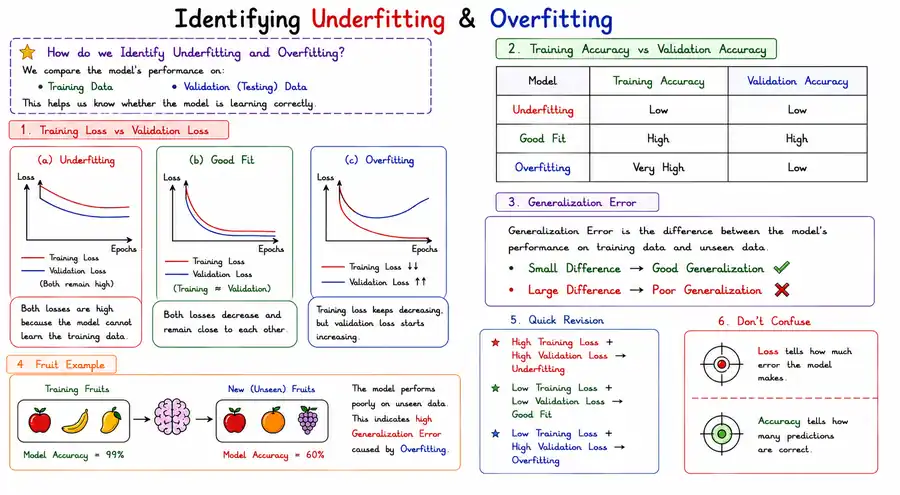 Identifying Underfitting & Overfitting
How do we Identify Underfitting and Overfitting?
We compare the model's performance on:
• Training Data
• Validation (Testing) Data
This helps us know whether the model is learning correctly.
1. Training Loss vs Validation Loss
(a) Underfitting
Loss
Epochs
Training Loss
Validation Loss
(Both remain high)
Both losses are high
because the model cannot
learn the training data.
(b) Good Fit
Loss
Epochs
Training Loss
Validation Loss
(Training ≈ Validation)
Both losses decrease and
remain close to each other.
(c) Overfitting
Loss
Epochs
Training Loss ↓↓
Validation Loss ↑↑
Training loss keeps decreasing,
but validation loss starts
increasing.
2. Training Accuracy vs Validation Accuracy
Model Training Accuracy Validation Accuracy
Underfitting Low Low
Good Fit High High
Overfitting Very High Low
3. Generalization Error
Generalization Error is the difference between the model's
performance on training data and unseen data.
• Small Difference → Good Generalization ✓
• Large Difference → Poor Generalization ✗
4 Fruit Example
Training Fruits
Model Accuracy = 99%
New (Unseen) Fruits
Model Accuracy = 60%
The model performs
poorly on unseen data.
This indicates high
Generalization Error
caused by Overfitting.
5. Quick Revision
High Training Loss +
High Validation Loss →
Underfitting
Low Training Loss +
Low Validation Loss →
Good Fit
Low Training Loss +
High Validation Loss →
Overfitting
6. Don't Confuse
Loss tells how much
error the model
makes.
Accuracy tells how
many predictions
are correct.